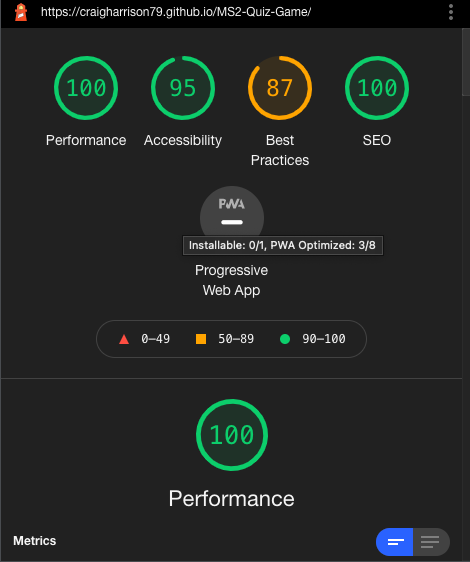 https://craigharrison79.github.io/MS2-Quiz-Game/
100 95 87 100
Performance Accessibility Best Practices SEO
PWA
Installable: 0/1, PWA Optimized: 3/8
Progressive
Web App
0–49 50–89 90–100
100
Performance
Metrics